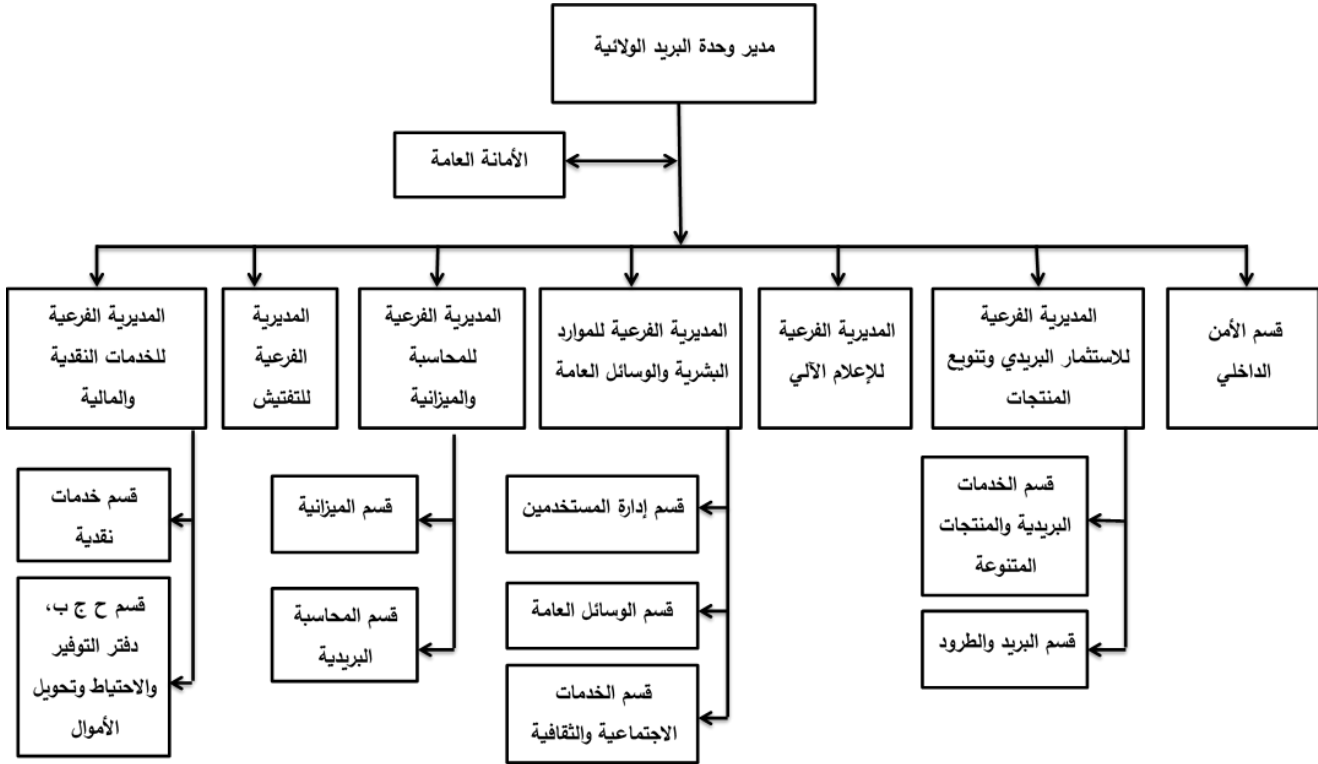 مدير وحدة البريد الولائية
الأمانة العامة
قسم الأمن
الداخلي
المديرية الفرعية
للاستثمار البريدي وتنويع
المنتجات
المديرية الفرعية
للإعلام الآلي
المديرية الفرعية للموارد
البشرية والوسائل العامة
المديرية الفرعية
للمحاسبة
والميزانية
المديرية
الفرعية
للتفتيش
المديرية الفرعية
للخدمات النقدية
والمالية
قسم الخدمات
البريدية والمنتجات
المتنوعة
قسم البريد والطرود
قسم إدارة المستخدمين
قسم الوسائل العامة
قسم الخدمات
الاجتماعية والثقافية
قسم الميزانية
قسم المحاسبة
البريدية
قسم خدمات
نقدية
قسم ح ج ب،
دفتر التوفير
والاحتياط وتحويل
الأموال